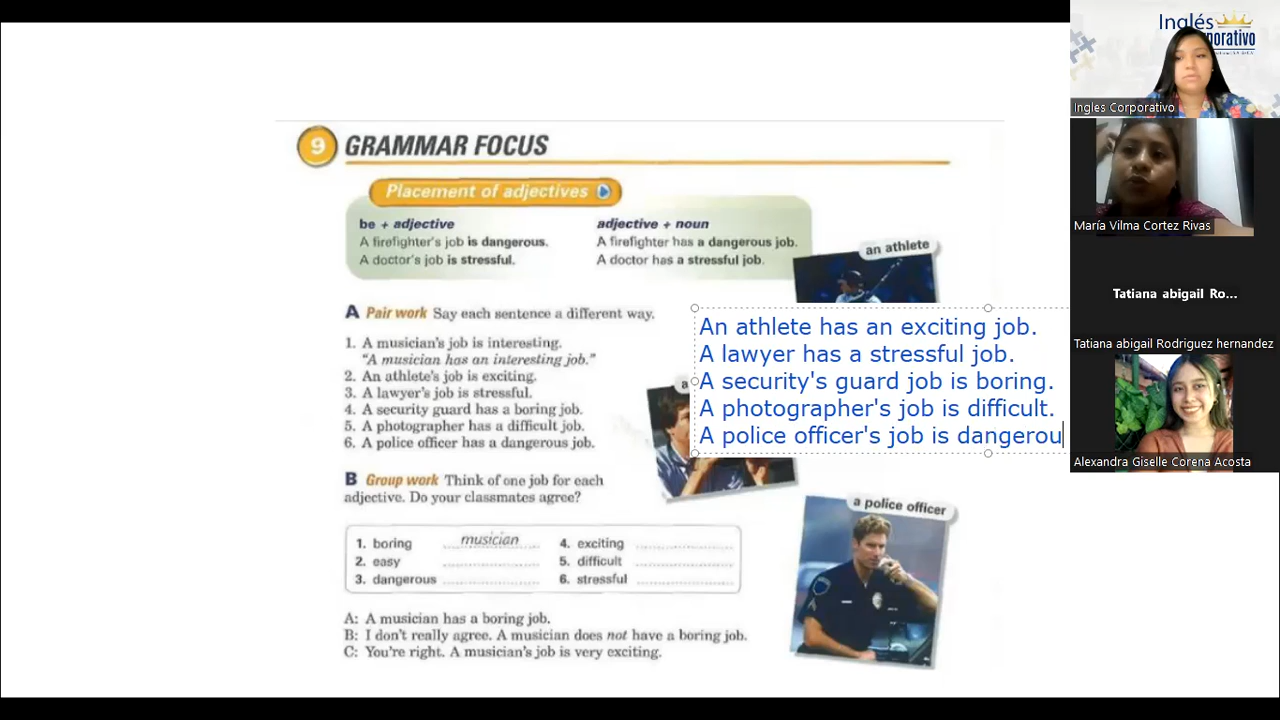 9 GRAMMAR FOCUS
Placement of adjectives
be + adjective
A firefighter's job is dangerous.
A doctor's job is stressful.
adjective + noun
A firefighter has a dangerous job.
A doctor has a stressful job.
an athlete
A Pair work Say each sentence a different way.
1. A musician's job is interesting.
"A musician has an interesting job."
2. An athlete's job is exciting.
3. A lawyer's job is stressful.
4. A security guard has a boring job.
5. A photographer has a difficult job.
6. A police officer has a dangerous job.
An athlete has an exciting job.
A lawyer has a stressful job.
A security's guard job is boring.
A photographer's job is difficult.
A police officer's job is dangerou
a
B Group work Think of one job for each
adjective. Do your classmates agree?
a police officer
1. boring musician
2. easy
3. dangerous
4. exciting
5. difficult
6. stressful
A: A musician has a boring job.
B: I don't really agree. A musician does not have a boring job.
C: You're right. A musician's job is very exciting.
Inglés
porativo
Ingles Corporativo
María Vilma Cortez Rivas
Tatiana abigail Ro...
Tatiana abigail Rodriguez hernandez
Alexandra Giselle Corena Acosta